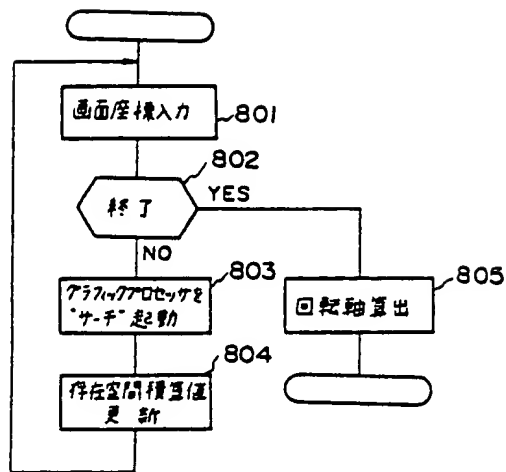 画面座標入力
801
802
終了
YES
NO
グラフィックプロセッサを
"サーチ"起動
803
回転軸算出
805
804
存在空間積算値
更新